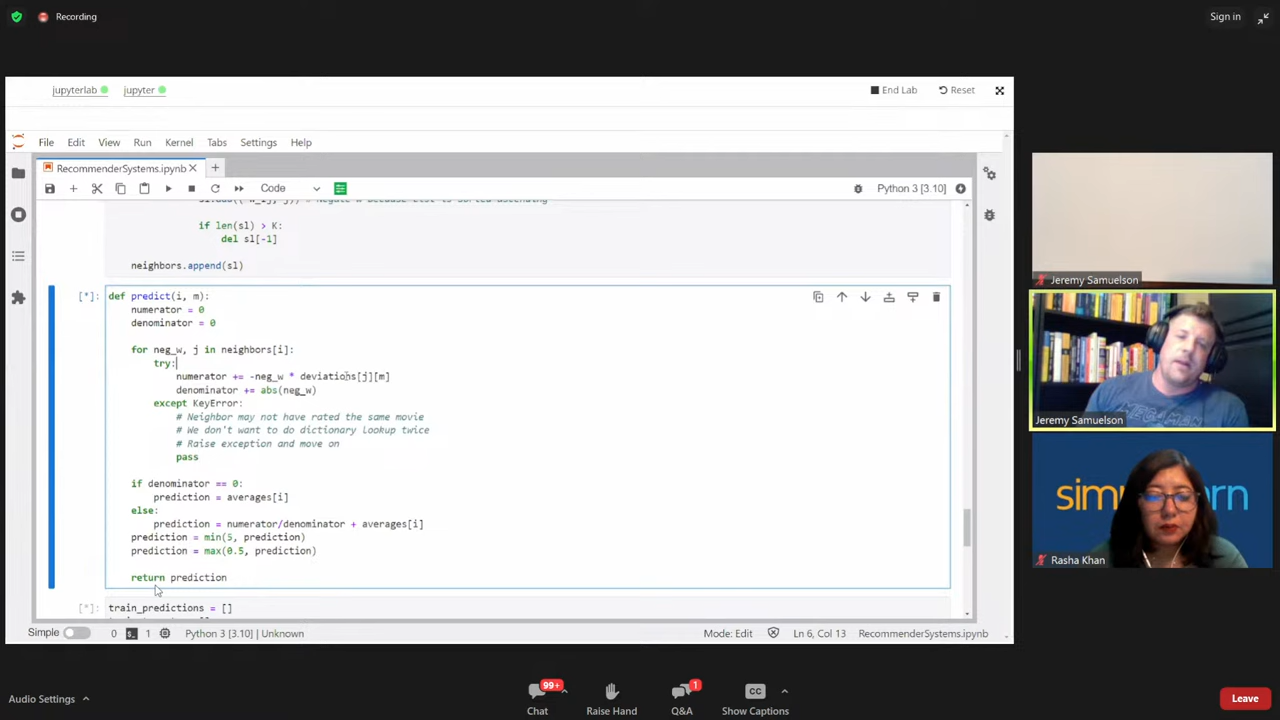 Recording
Sign in
jupyterlab
jupyter
End Lab
Reset
File Edit View Run Kernel Tabs Settings Help
RecommenderSystems.ipynb
Code
Python 3 [3.10]
if len(sl) > K:
del sl[-1]
neighbors.append(sl)
[*]:
def predict(i, m):
numerator = 0
denominator = 0
for neg_w, j in neighbors[i]:
try:
numerator += -neg_w * deviations[j][m]
denominator += abs(neg_w)
except KeyError:
# Neighbor may not have rated the same movie
# We don't want to do dictionary lookup twice
# Raise exception and move on
pass
if denominator == 0:
prediction = averages[i]
else:
prediction = numerator/denominator + averages[i]
prediction = min(5, prediction)
prediction = max(0.5, prediction)
return prediction
[*]:
train_predictions = []
Simple
0
1
Python 3 [3.10] | Unknown
Mode: Edit
Ln 6, Col 13
RecommenderSystems.ipynb
Jeremy Samuelson
MEGAMAN
Jeremy Samuelson
Rasha Khan
Audio Settings
99+
Chat
Raise Hand
1
Q&A
CC
Show Captions
Leave